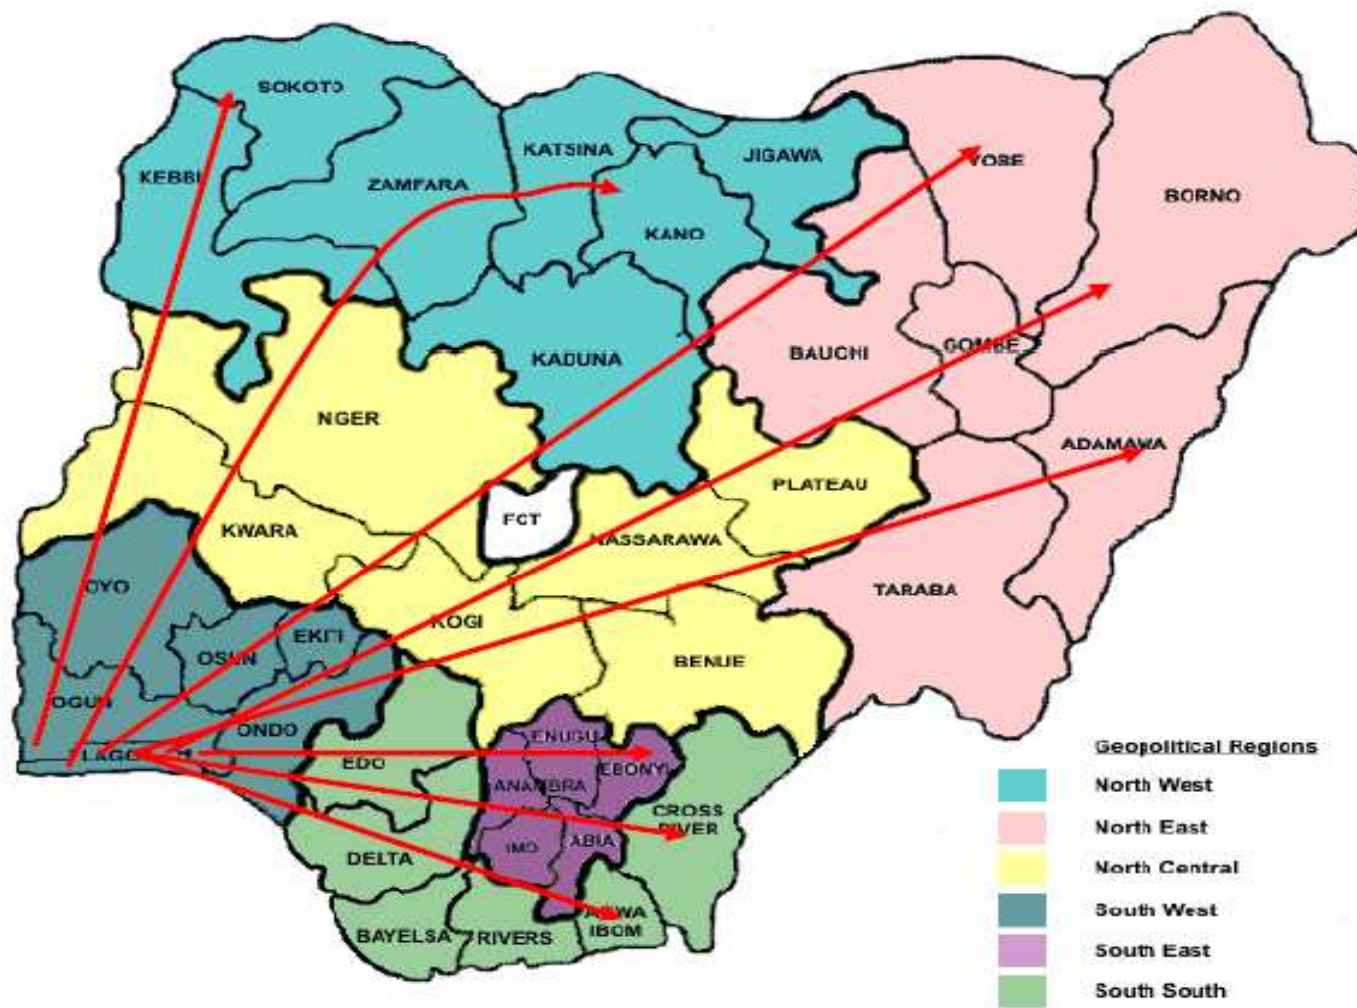 SOKOTO
KEBBI
ZAMFARA
KATSINA
JIGAWA
KANO
YOBE
BORNO
KADUNA
BAUCHI
GOMBE
NGER
ADAMAWA
PLATEAU
FCT
KWARA
NASSARAWA
OYO
TARABA
KOGI
EKITI
OSUN
BENUE
OGUN
ONDO
LAGOS
EDO
ENUGU
EBONYI
ANAMBRA
CROSS
RIVER
IMO
ABIA
DELTA
AKWA
IBOM
BAYELSA
RIVERS
Geopolitical Regions
North West
North East
North Central
South West
South East
South South